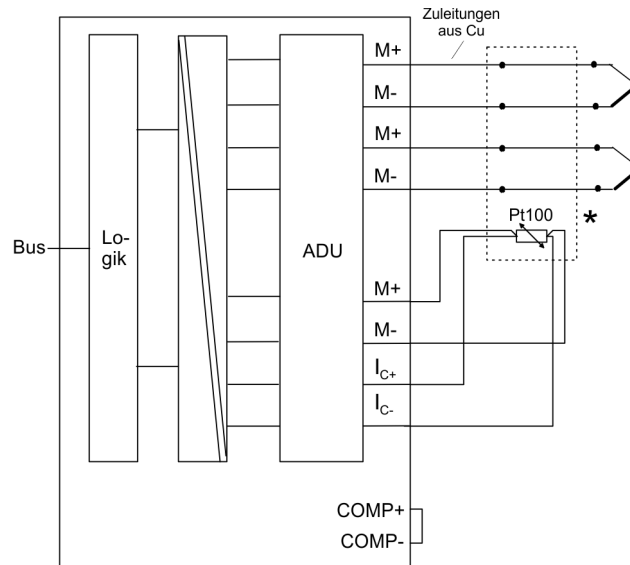 Zuleitungen
aus Cu
M+
M-
M+
M-
Pt100
*
Bus
Lo-
gik
ADU
M+
M-
IC+
IC-
COMP+
COMP-